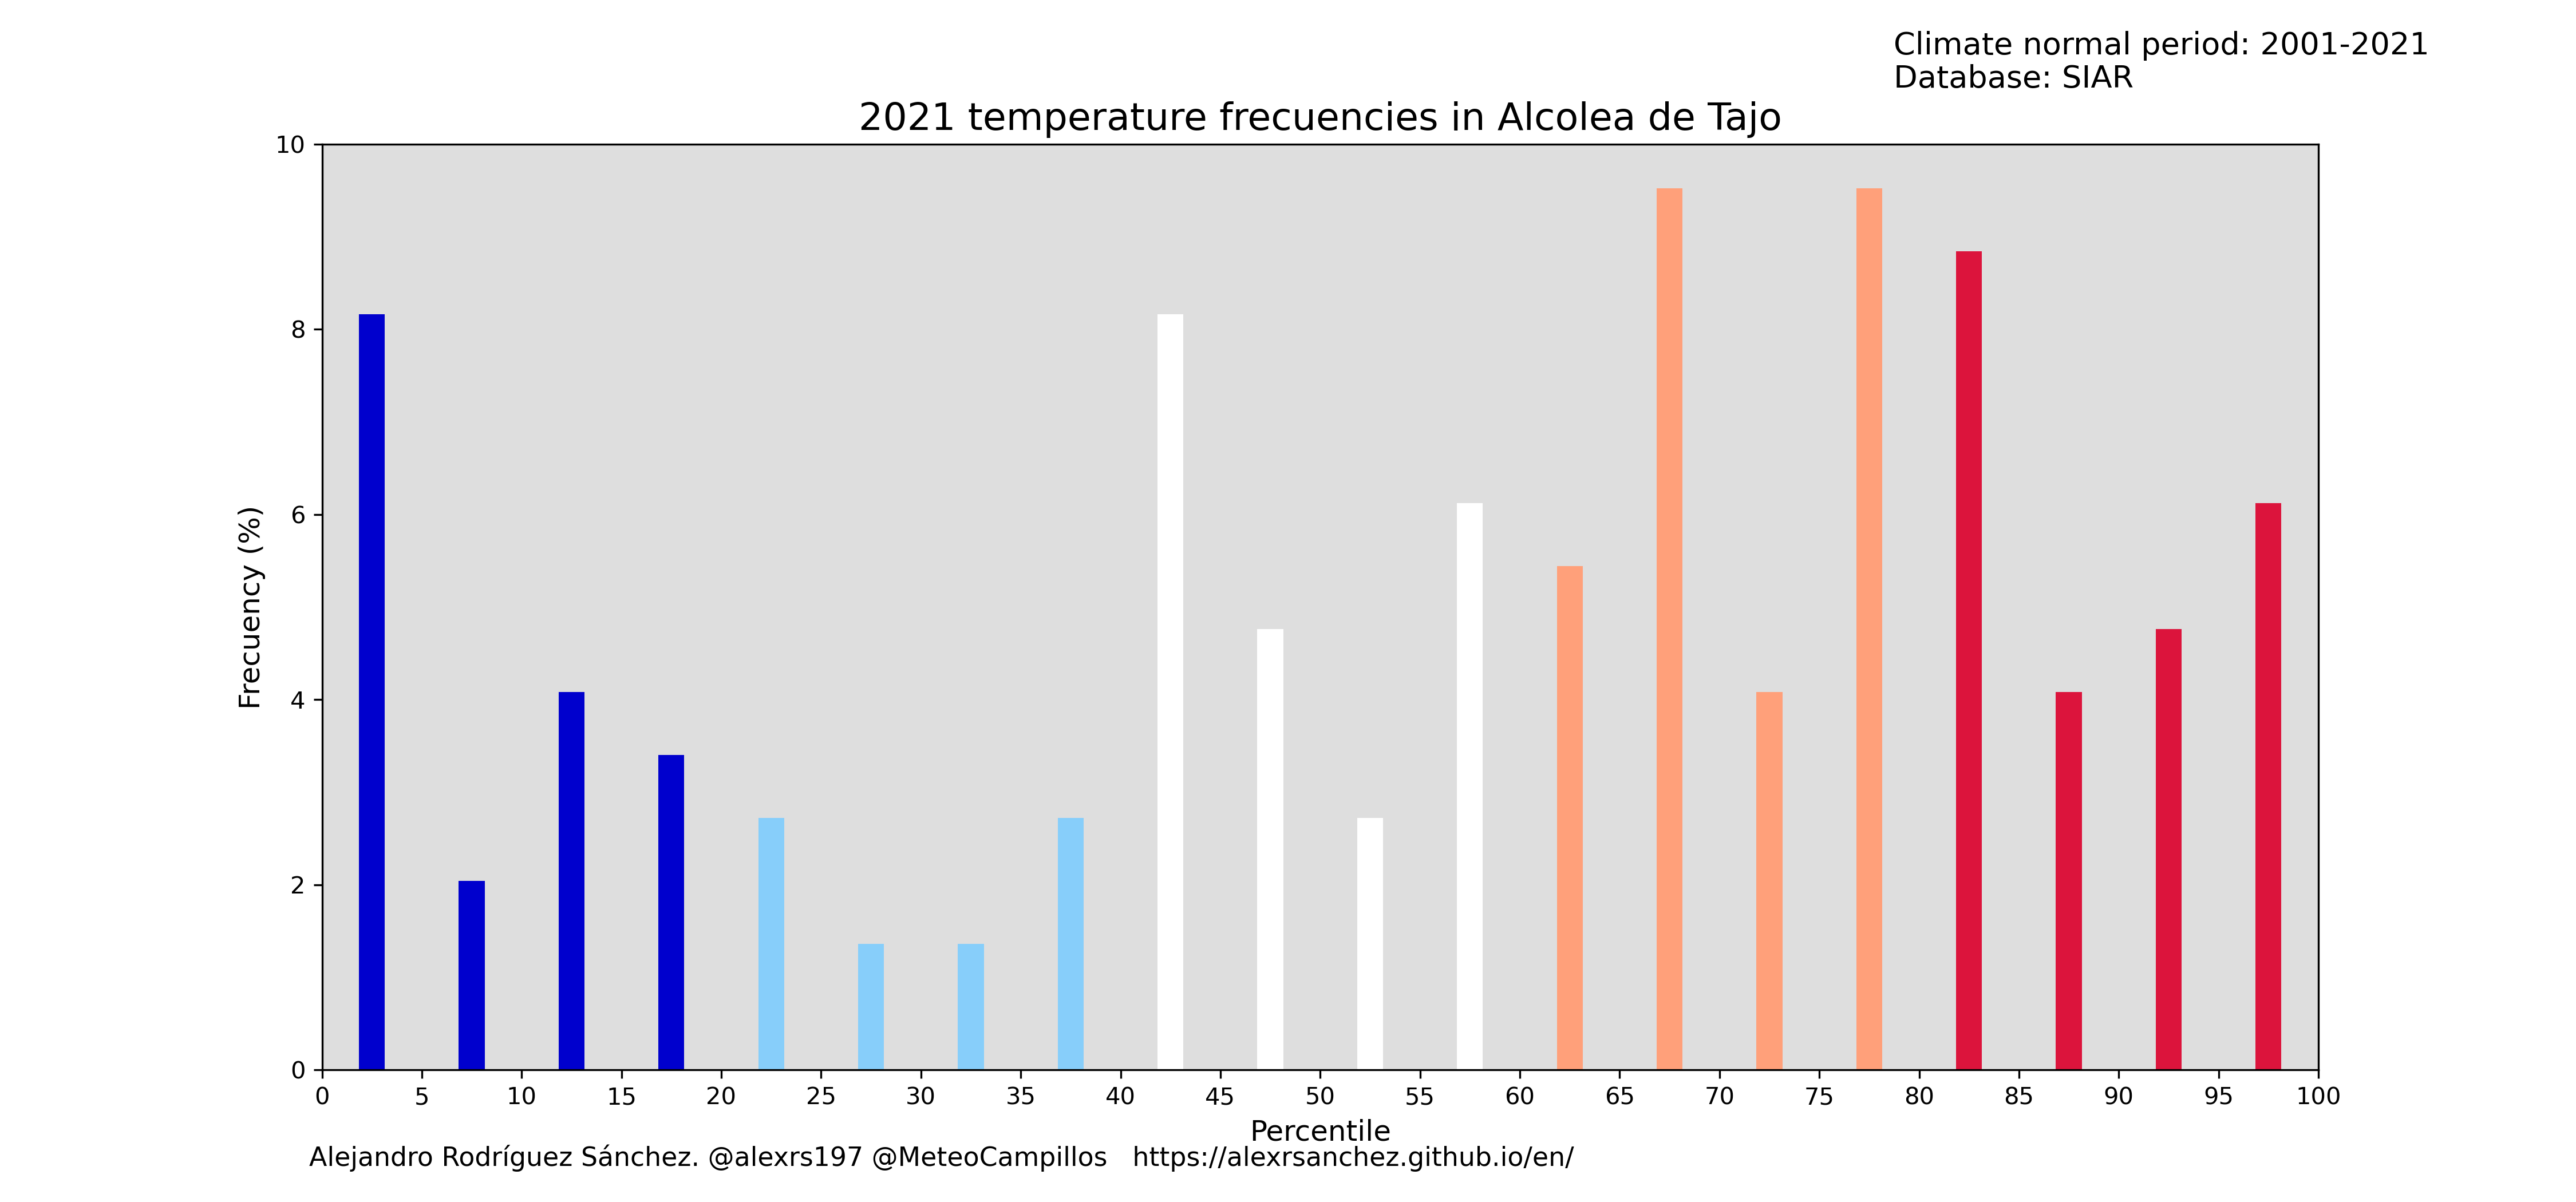 Climate normal period: 2001-2021
Database: SIAR
2021 temperature frecuencies in Alcolea de Tajo
10
8
6
4
2
0
Frecuency (%)
0 5 10 15 20 25 30 35 40 45 50 55 60 65 70 75 80 85 90 95 100
Percentile
Alejandro Rodríguez Sánchez. @alexrs197 @MeteoCampillos https://alexrsanchez.github.io/en/